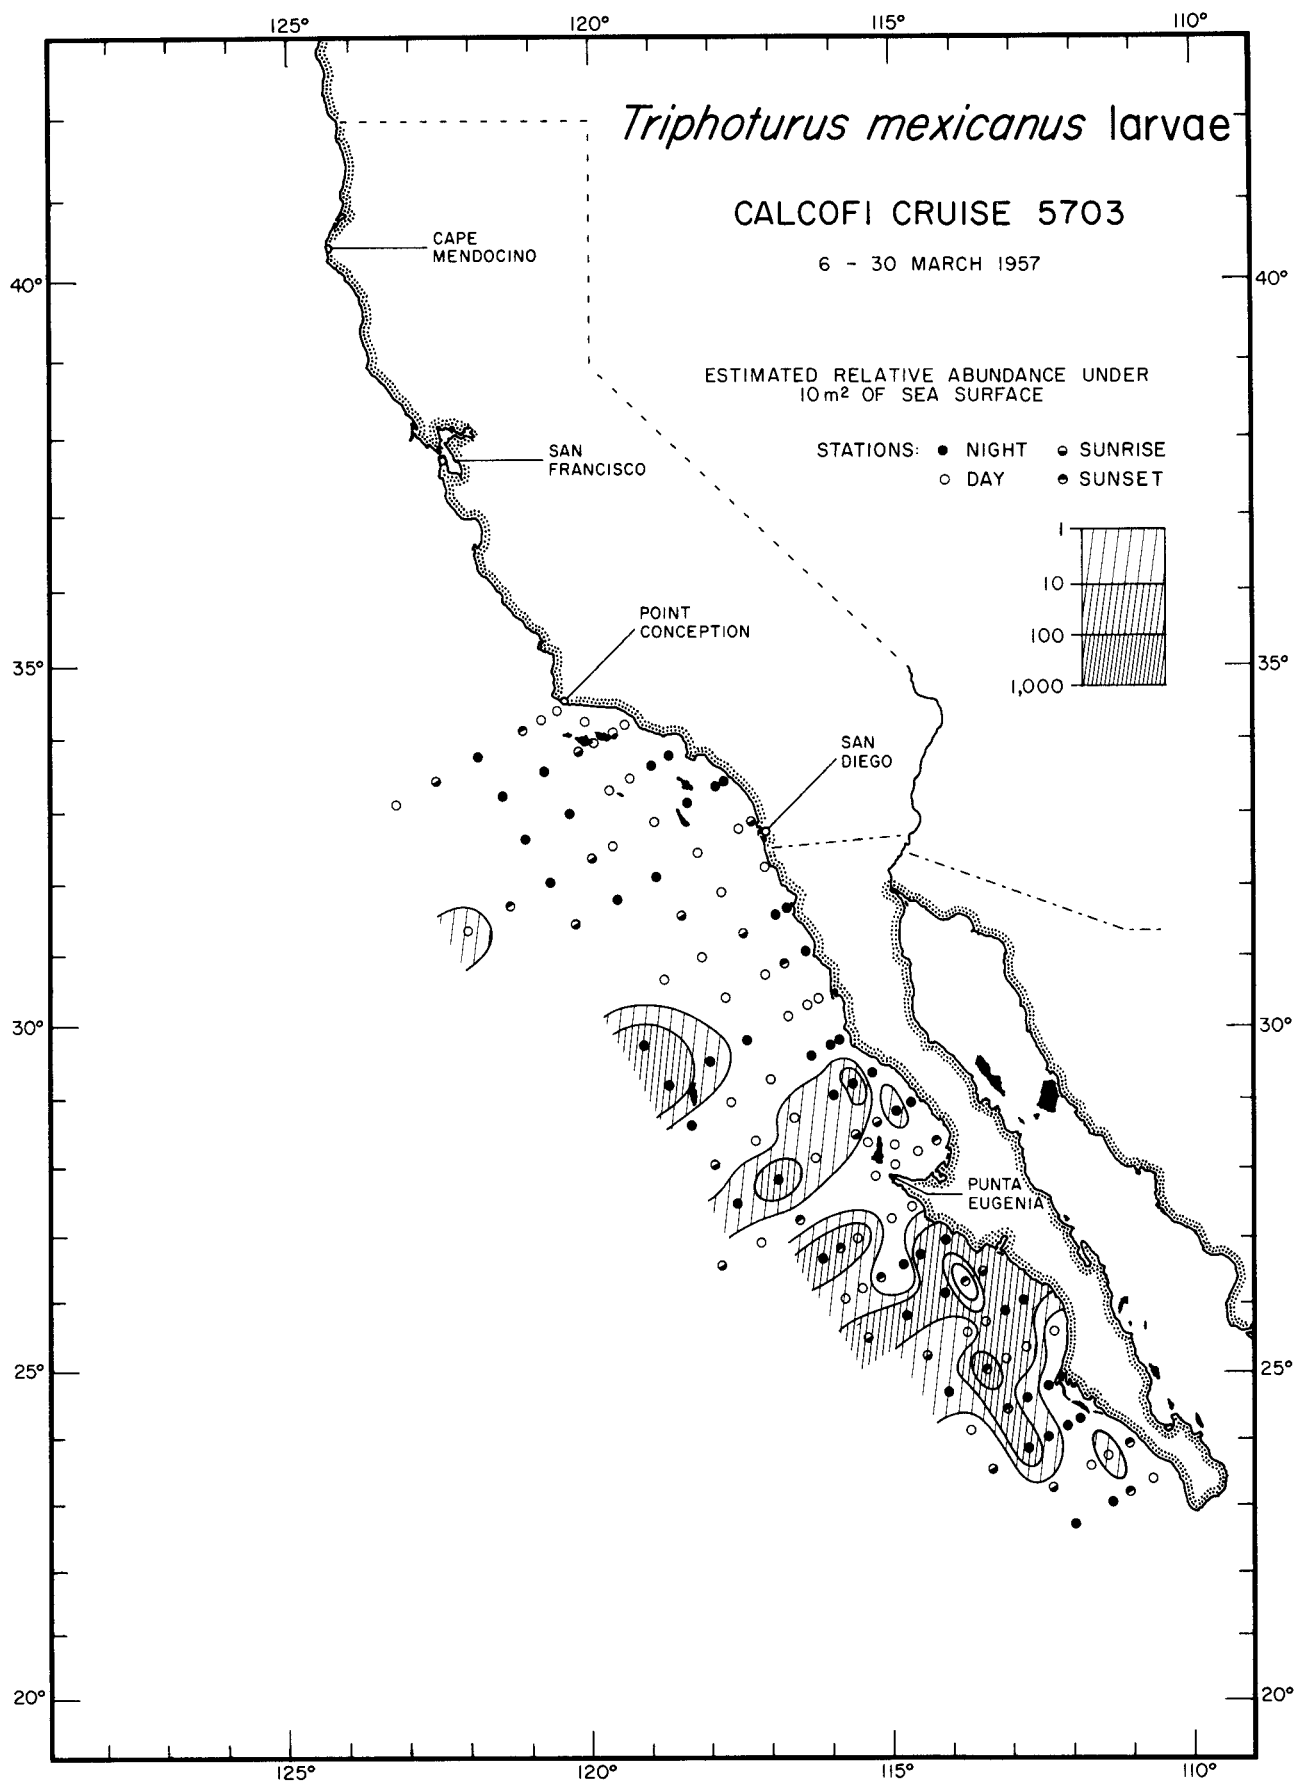 125° 120° 115° 110°
Triphoturus mexicanus larvae
CALCOFI CRUISE 5703
6 - 30 MARCH 1957
CAPE
MENDOCINO
40° 40°
ESTIMATED RELATIVE ABUNDANCE UNDER
10 m² OF SEA SURFACE
STATIONS: NIGHT SUNRISE
DAY SUNSET
SAN
FRANCISCO
1
10
100
1,000
POINT
CONCEPTION
35° 35°
SAN
DIEGO
30° 30°
PUNTA
EUGENIA
25° 25°
20° 20°
125° 120° 115° 110°